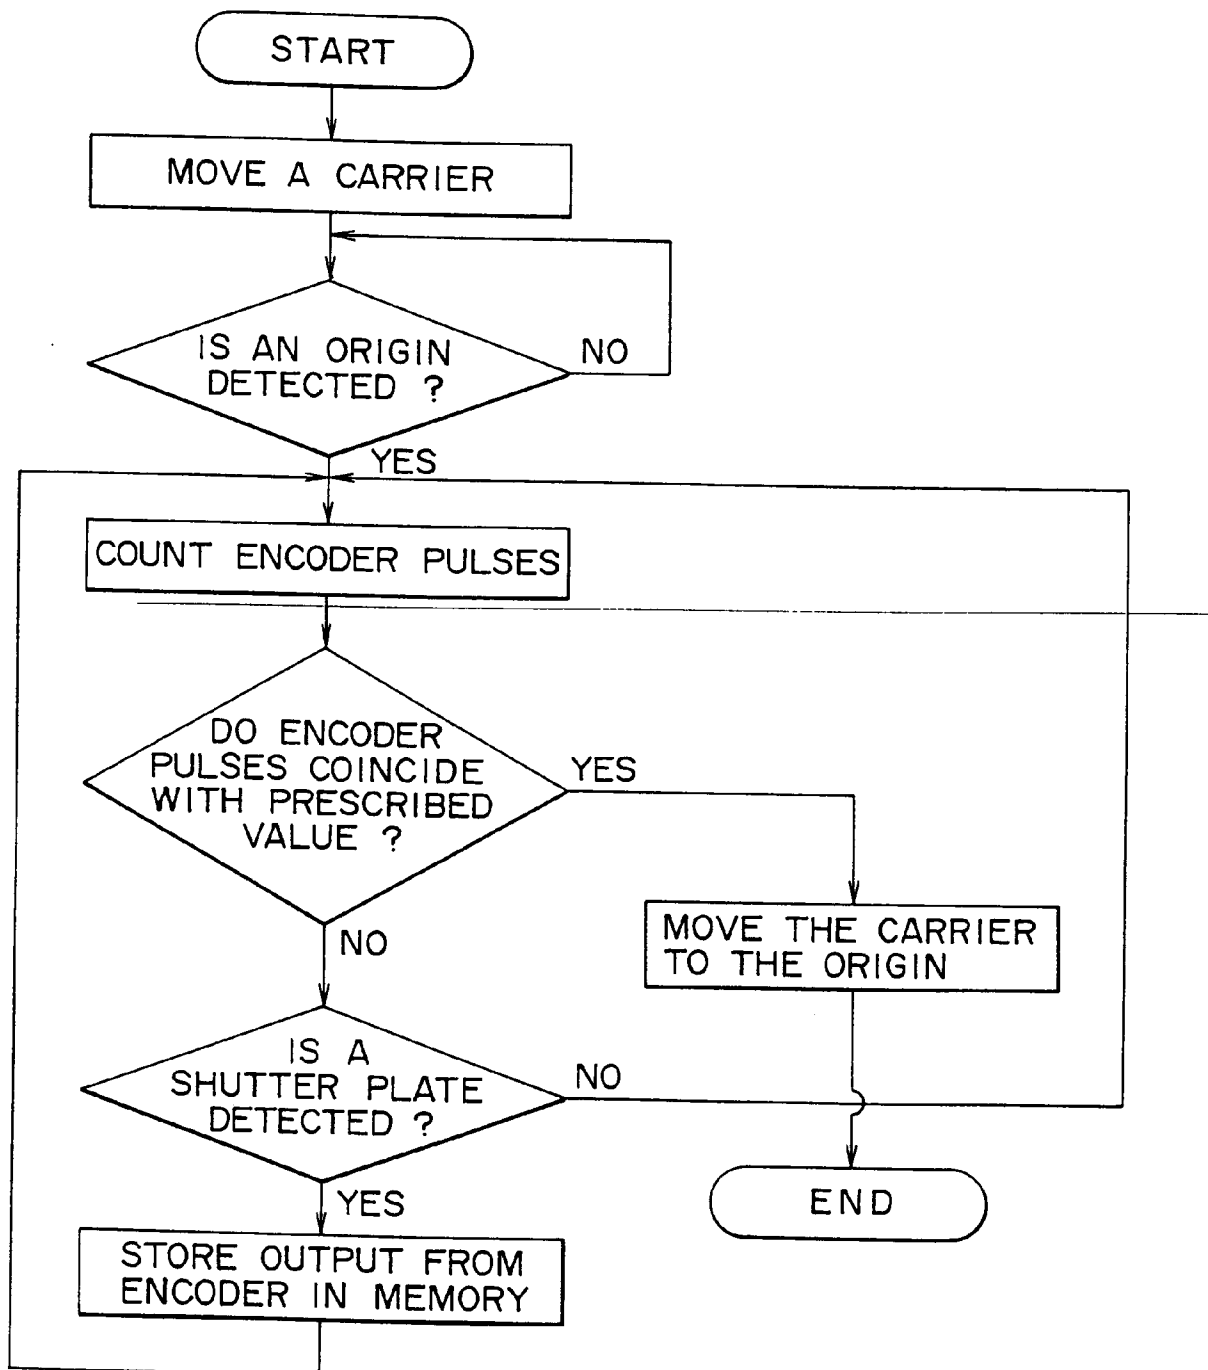 START
MOVE A CARRIER
IS AN ORIGIN
DETECTED ?
NO
YES
COUNT ENCODER PULSES
DO ENCODER
PULSES COINCIDE
WITH PRESCRIBED
VALUE ?
YES
NO
MOVE THE CARRIER
TO THE ORIGIN
IS A
SHUTTER PLATE
DETECTED ?
NO
YES
END
STORE OUTPUT FROM
ENCODER IN MEMORY